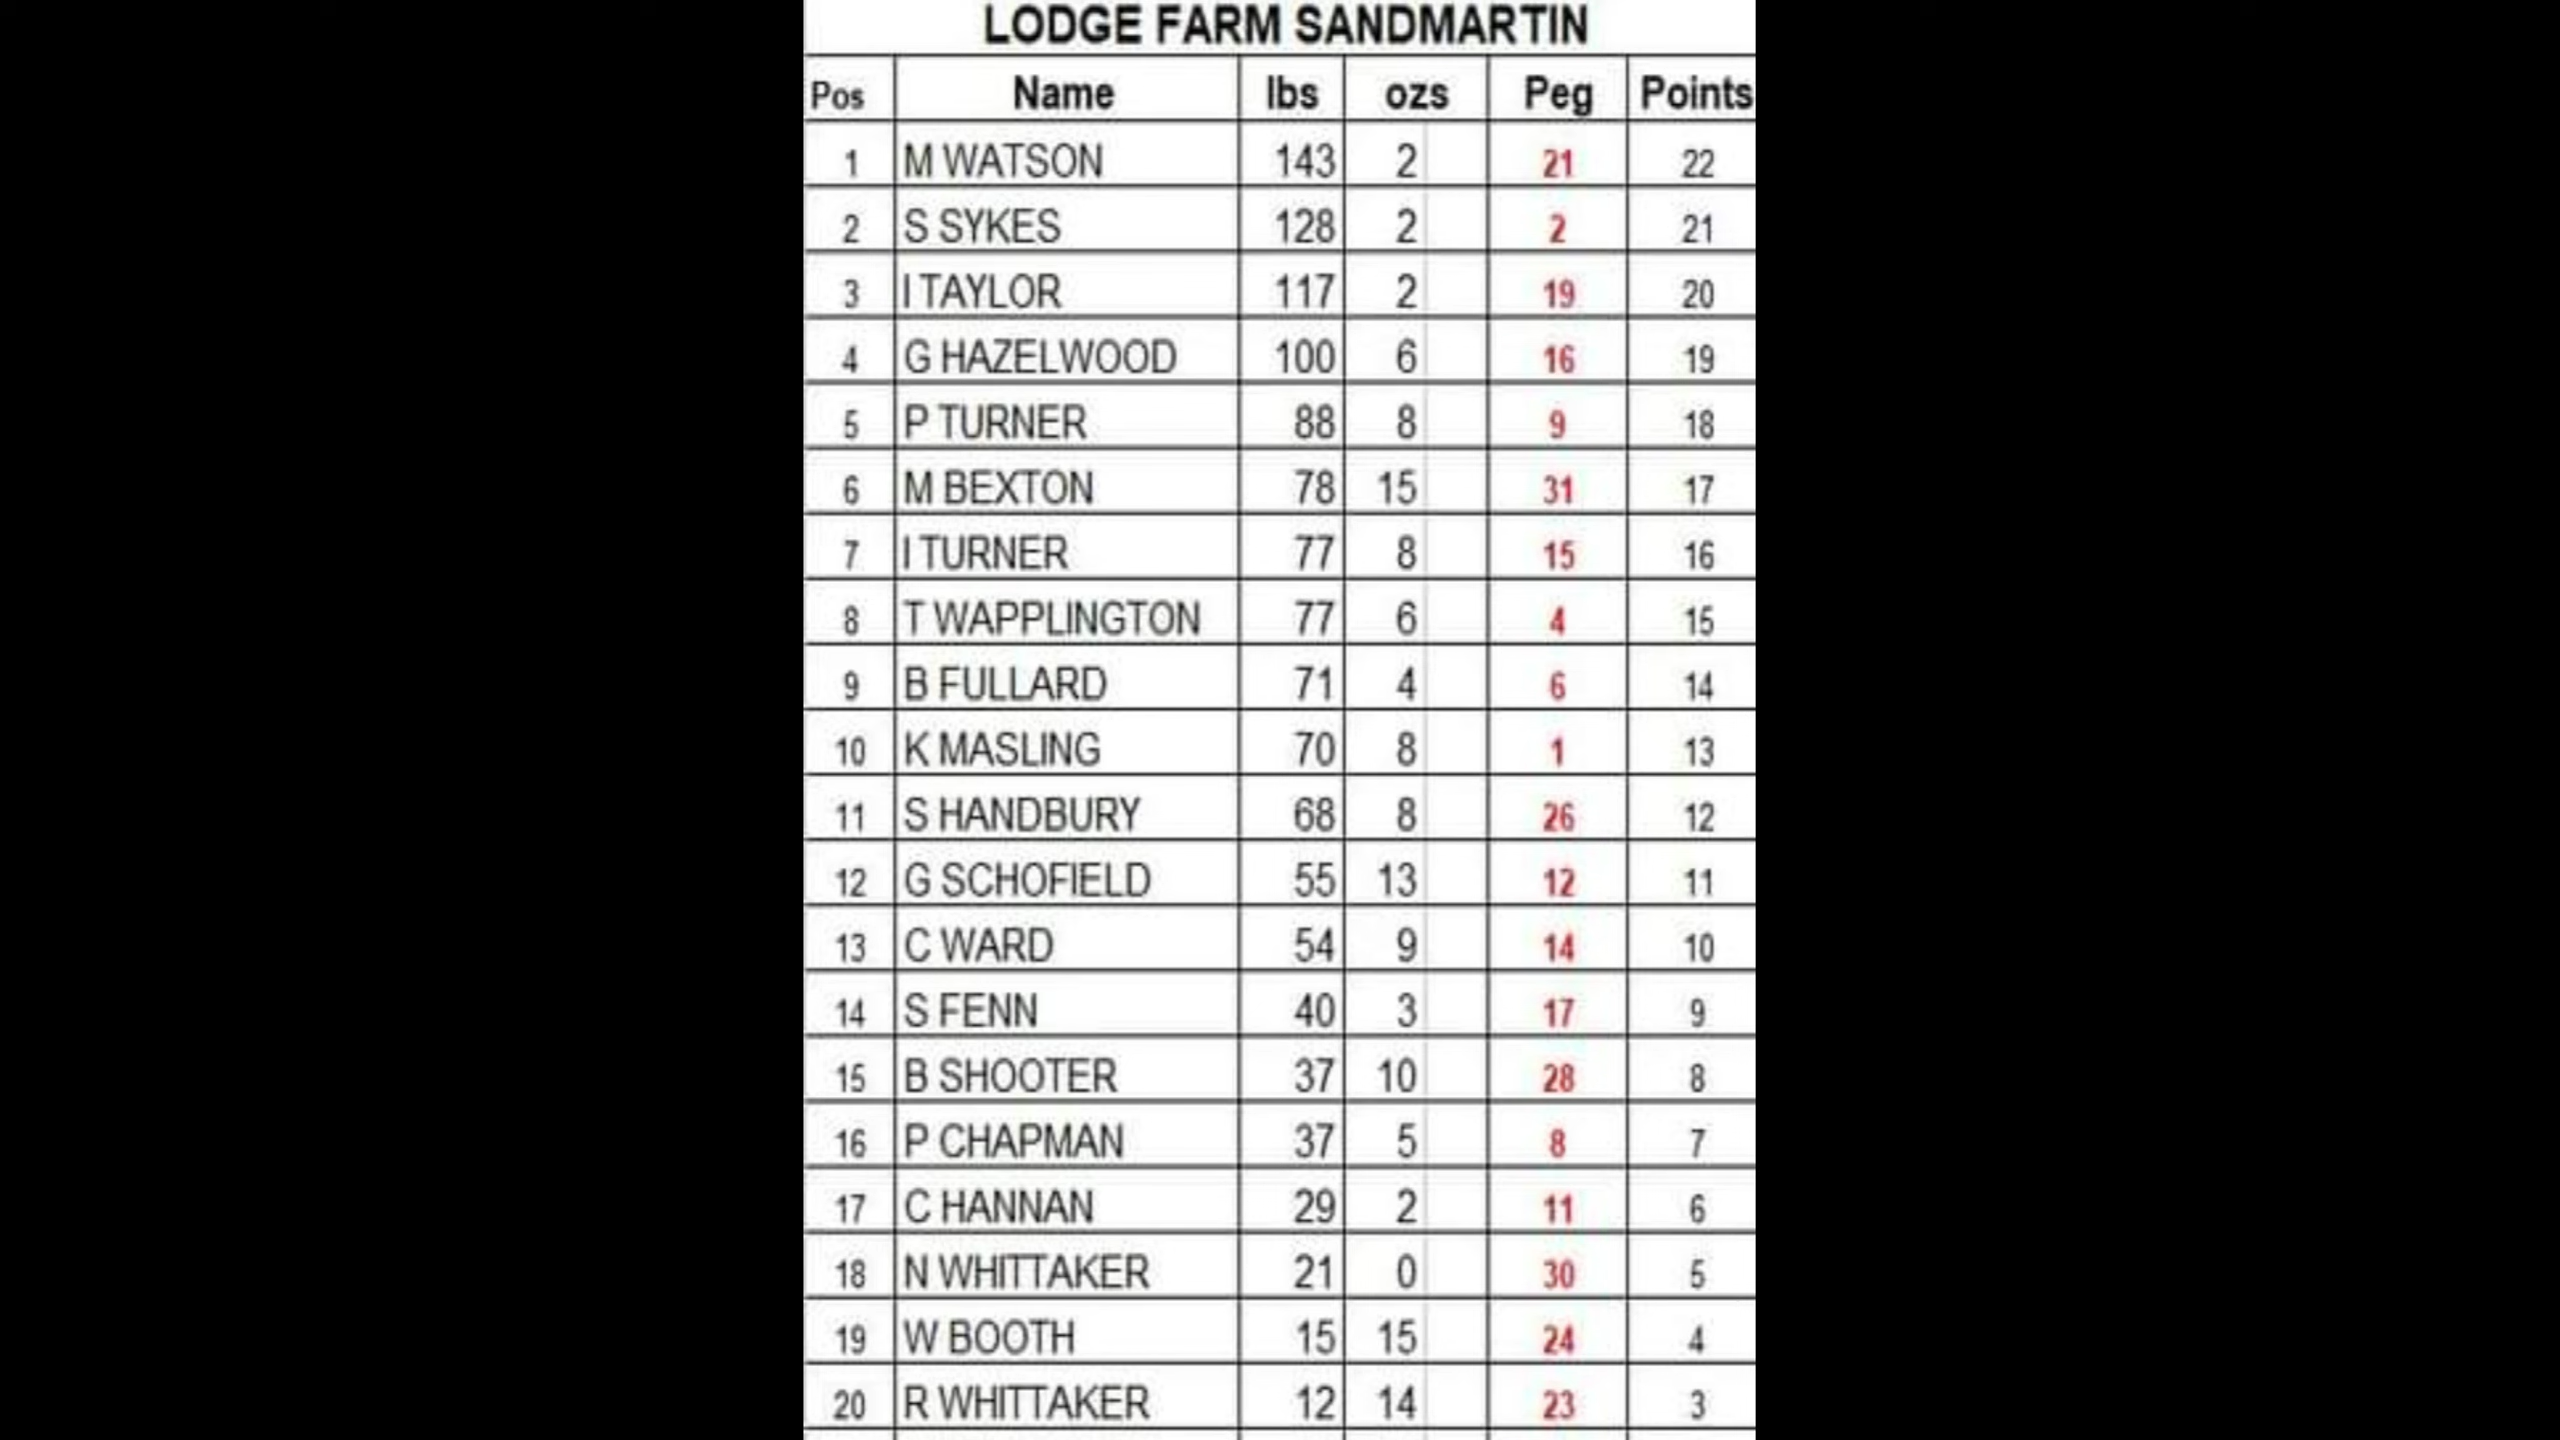 LODGE FARM SANDMARTIN
Pos Name lbs ozs Peg Points
1 M WATSON 143 2 21 22
2 S SYKES 128 2 2 21
3 I TAYLOR 117 2 19 20
4 G HAZELWOOD 100 6 16 19
5 P TURNER 88 8 9 18
6 M BEXTON 78 15 31 17
7 I TURNER 77 8 15 16
8 T WAPPLINGTON 77 6 4 15
9 B FULLARD 71 4 6 14
10 K MASLING 70 8 1 13
11 S HANDBURY 68 8 26 12
12 G SCHOFIELD 55 13 12 11
13 C WARD 54 9 14 10
14 S FENN 40 3 17 9
15 B SHOOTER 37 10 28 8
16 P CHAPMAN 37 5 8 7
17 C HANNAN 29 2 11 6
18 N WHITTAKER 21 0 30 5
19 W BOOTH 15 15 24 4
20 R WHITTAKER 12 14 23 3